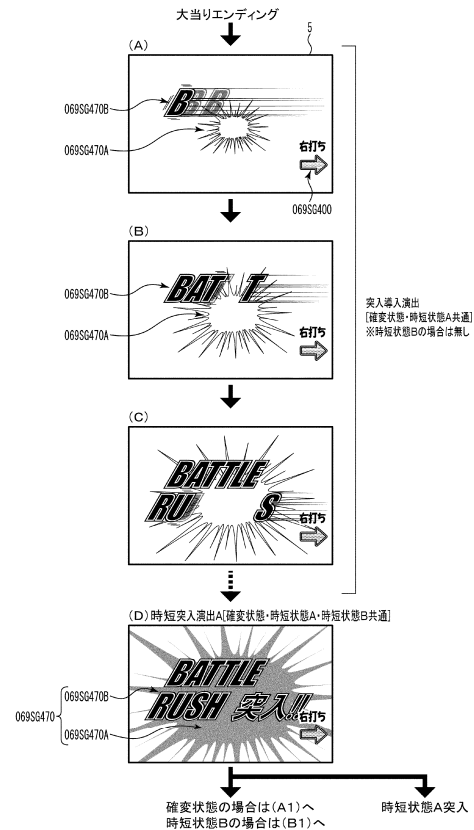 大当りエンディング
(A)
5
B B B
069SG470B
069SG470A
右打ち
069SG400
(B)
BAT T
069SG470B
069SG470A
右打ち
突入導入演出
[確変状態・時短状態A共通]
※時短状態Bの場合は無し
(C)
BATTLE
RU S
右打ち
(D)時短突入演出A[確変状態・時短状態A・時短状態B共通]
BATTLE
RUSH 突入!!
右打ち
069SG470
069SG470B
069SG470A
確変状態の場合は(A1)へ
時短状態Bの場合は(B1)へ
時短状態A突入